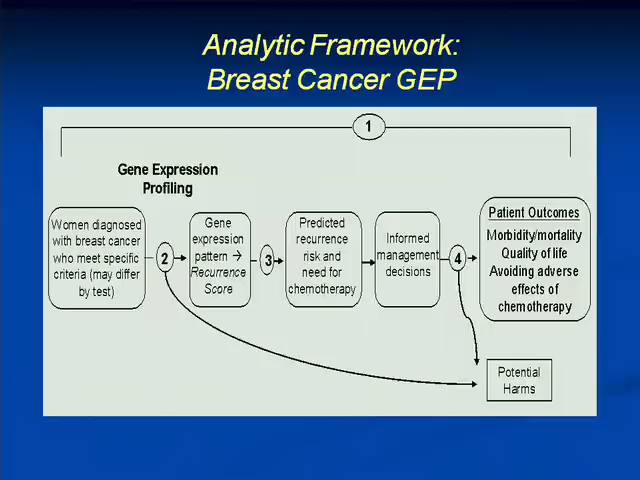 Analytic Framework:
Breast Cancer GEP
1
Gene Expression
Profiling
Women diagnosed
with breast cancer
who meet specific
criteria (may differ
by test)
2
Gene
expression
pattern →
Recurrence
Score
3
Predicted
recurrence
risk and
need for
chemotherapy
Informed
management
decisions
4
Patient Outcomes
Morbidity/mortality
Quality of life
Avoiding adverse
effects of
chemotherapy
Potential
Harms